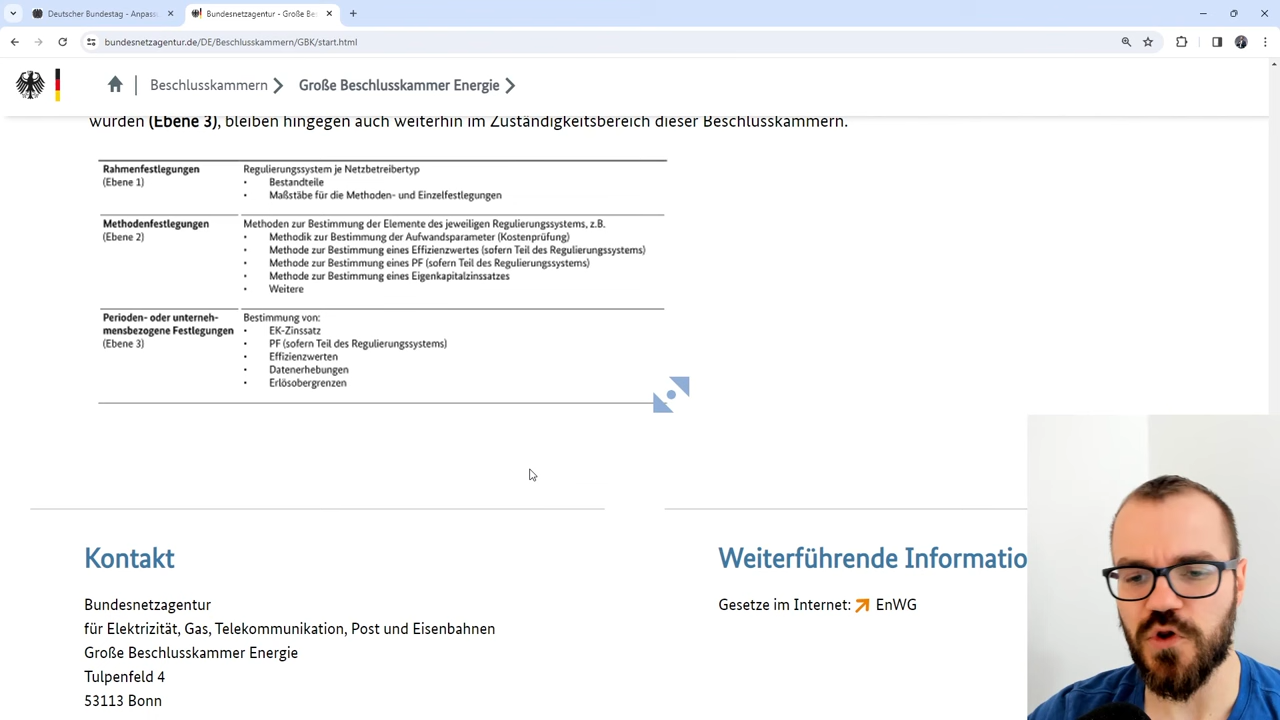 Deutscher Bundestag - Anpass
Bundesnetzagentur - Große Be
bundesnetzagentur.de/DE/Beschlusskammern/GBK/start.html
Beschlusskammern
Große Beschlusskammer Energie
wurden (Ebene 3), bleiben hingegen auch weiterhin im Zuständigkeitsbereich dieser Beschlusskammern.
Rahmenfestlegungen
(Ebene 1)
Regulierungssystem je Netzbetreibertyp
• Bestandteile
• Maßstäbe für die Methoden- und Einzelfestlegungen
Methodenfestlegungen
(Ebene 2)
Methoden zur Bestimmung der Elemente des jeweiligen Regulierungssystems, z.B.
• Methodik zur Bestimmung der Aufwandsparameter (Kostenprüfung)
• Methode zur Bestimmung eines Effizienzwertes (sofern Teil des Regulierungssystems)
• Methode zur Bestimmung eines PF (sofern Teil des Regulierungssystems)
• Methode zur Bestimmung eines Eigenkapitalzinssatzes
• Weitere
Perioden- oder unterneh-
mensbezogene Festlegungen
(Ebene 3)
Bestimmung von:
• EK-Zinssatz
• PF (sofern Teil des Regulierungssystems)
• Effizienzwerten
• Datenerhebungen
• Erlösobergrenzen
Kontakt
Bundesnetzagentur
für Elektrizität, Gas, Telekommunikation, Post und Eisenbahnen
Große Beschlusskammer Energie
Tulpenfeld 4
53113 Bonn
Weiterführende Informatio
Gesetze im Internet: EnWG